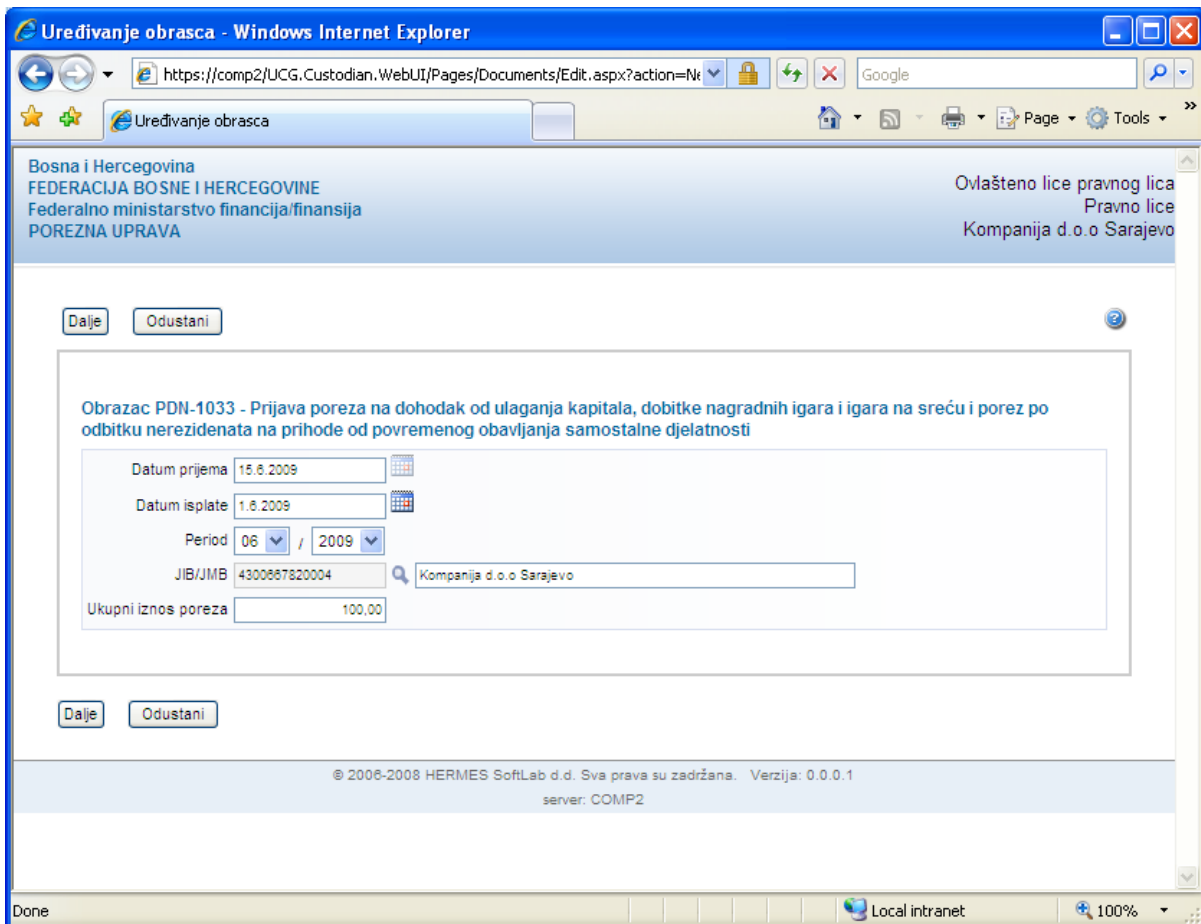 Uređivanje obrasca - Windows Internet Explorer
https://comp2/UCG.Custodian.WebUI/Pages/Documents/Edit.aspx?action=Ne
Google
Uređivanje obrasca
Page
Tools
»
Bosna i Hercegovina
FEDERACIJA BOSNE I HERCEGOVINE
Federalno ministarstvo financija/finansija
POREZNA UPRAVA
Ovlašteno lice pravnog lica
Pravno lice
Kompanija d.o.o Sarajevo
Dalje Odustani
Obrazac PDN-1033 - Prijava poreza na dohodak od ulaganja kapitala, dobitke nagradnih igara i igara na sreću i porez po
odbitku nerezidenata na prihode od povremenog obavljanja samostalne djelatnosti
Datum prijema 15.6.2009
Datum isplate 1.6.2009
Period 06 / 2009
JIB/JMB 4300667820004 Kompanija d.o.o Sarajevo
Ukupni iznos poreza 100,00
Dalje Odustani
© 2006-2008 HERMES SoftLab d.d. Sva prava su zadržana. Verzija: 0.0.0.1
server: COMP2
Done Local intranet 100%